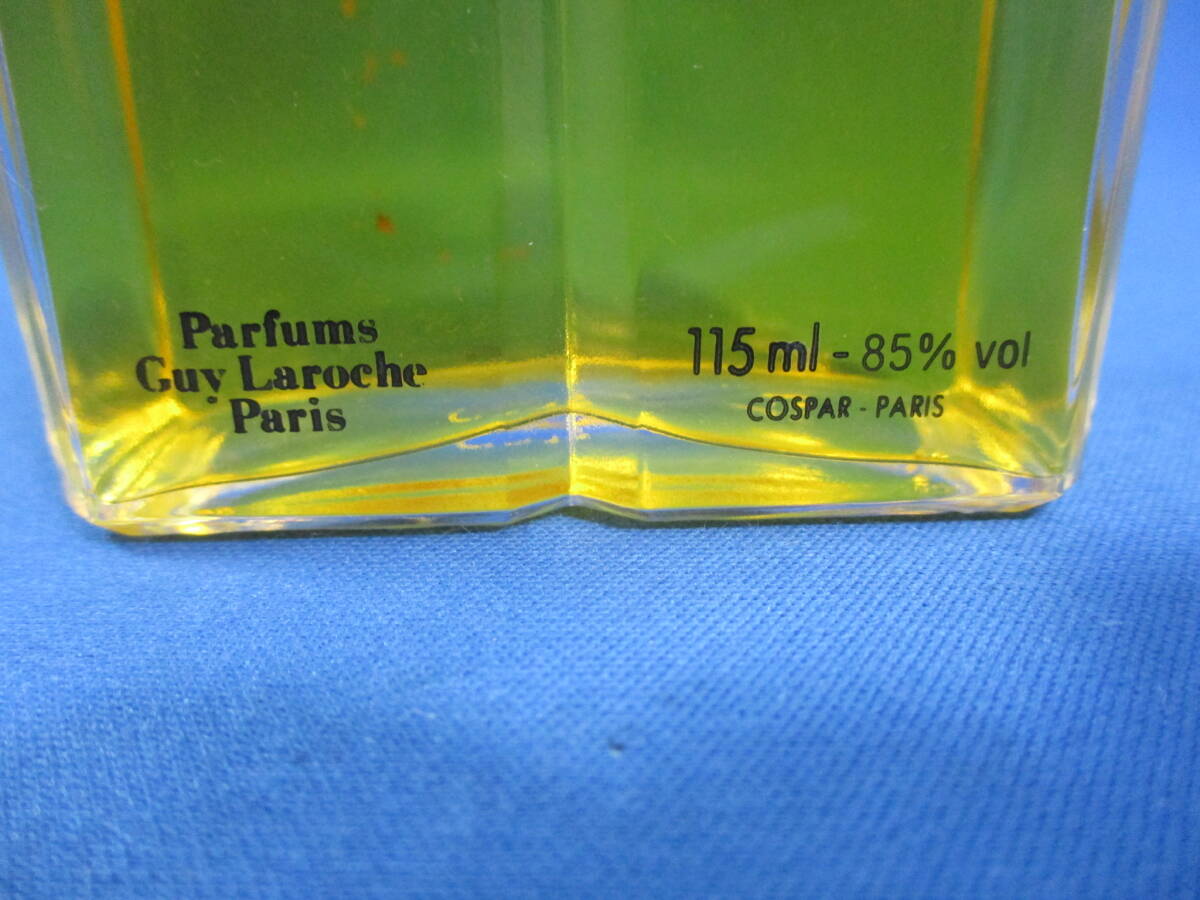 Parfums
Guy Laroche
Paris
115 ml - 85% vol
COSPAR - PARIS